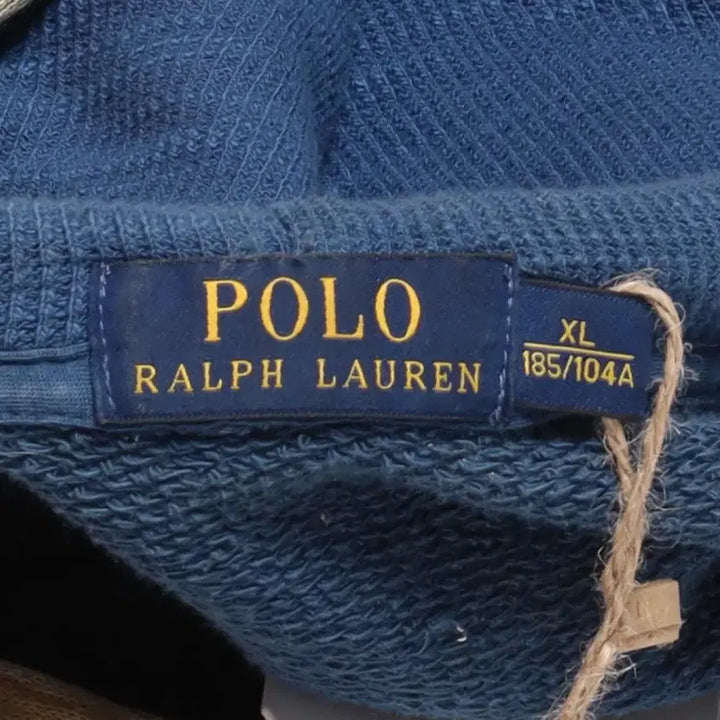 POLO
RALPH LAUREN
XL
185/104A